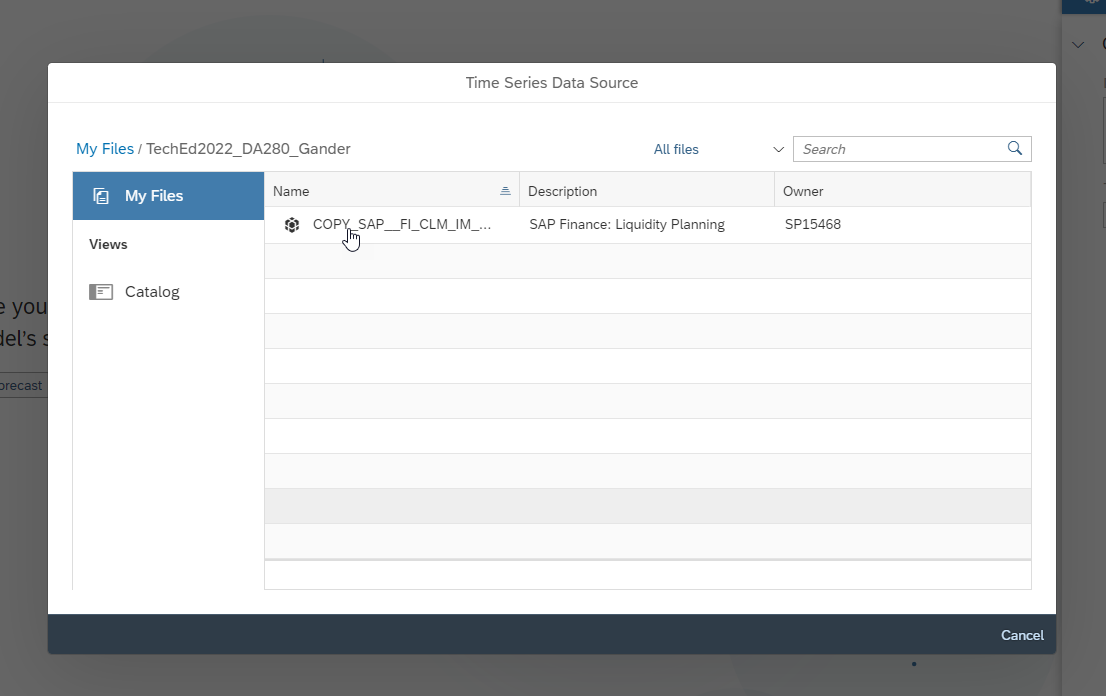 Time Series Data Source
My Files / TechEd2022_DA280_Gander
All files
Search
My Files
Views
Catalog
Name Description Owner
COPY_SAP__FI_CLM_IM_... SAP Finance: Liquidity Planning SP15468
e you
del's s
orecast
Cancel